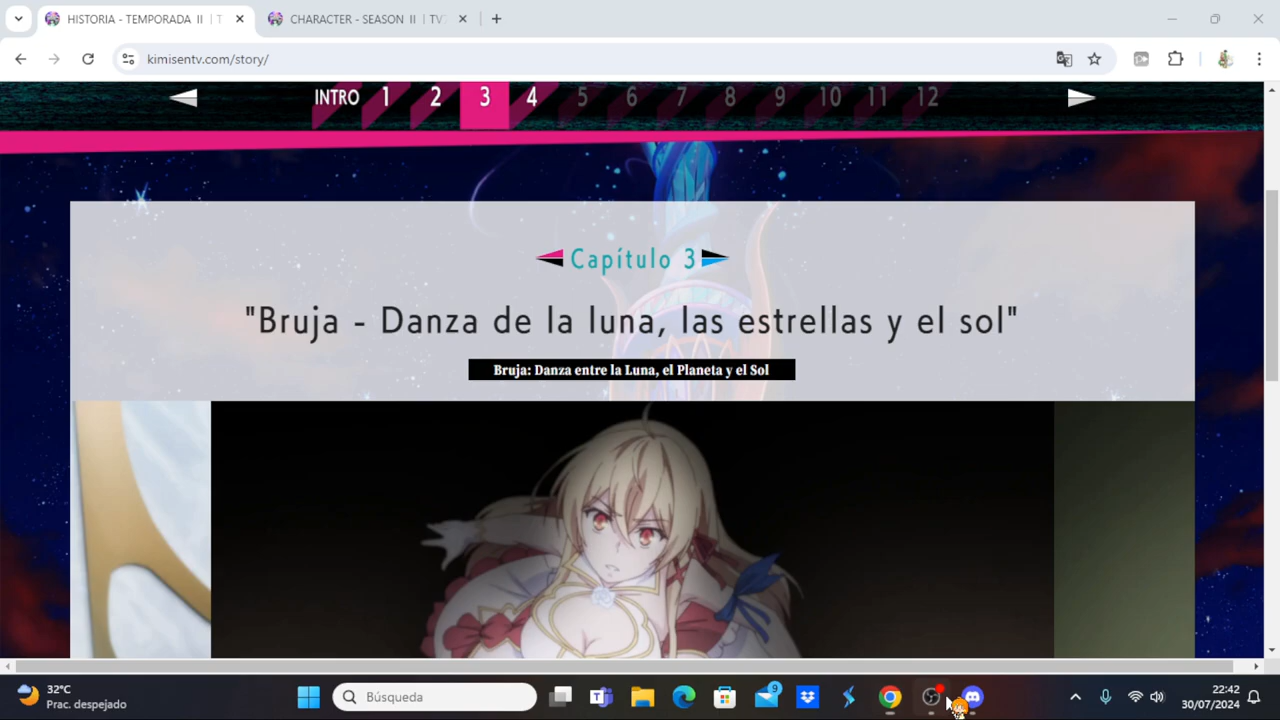 HISTORIA - TEMPORADA II | T
CHARACTER - SEASON II | TV
kimisentv.com/story/
INTRO 1 2 3 4 5 6 7 8 9 10 11 12
Capítulo 3
"Bruja - Danza de la luna, las estrellas y el sol"
Bruja: Danza entre la Luna, el Planeta y el Sol
32°C
Prac. despejado
Búsqueda
9
22:42
30/07/2024